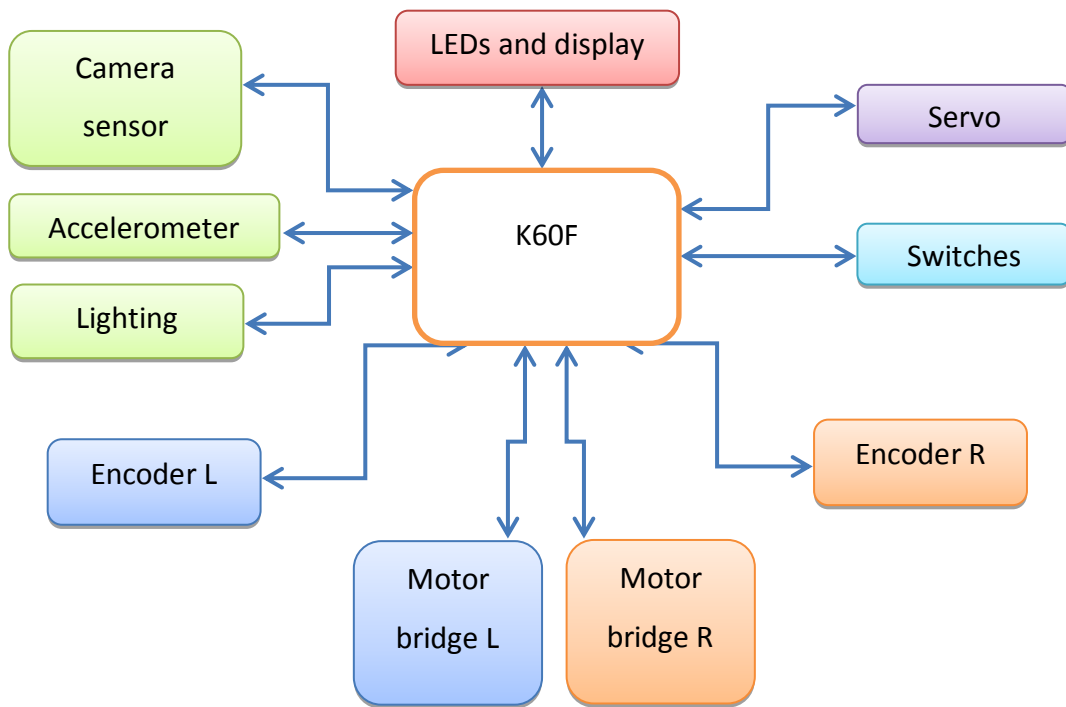 LEDs and display
Camera
sensor
Servo
Accelerometer
K60F
Switches
Lighting
Encoder L
Encoder R
Motor
bridge L
Motor
bridge R